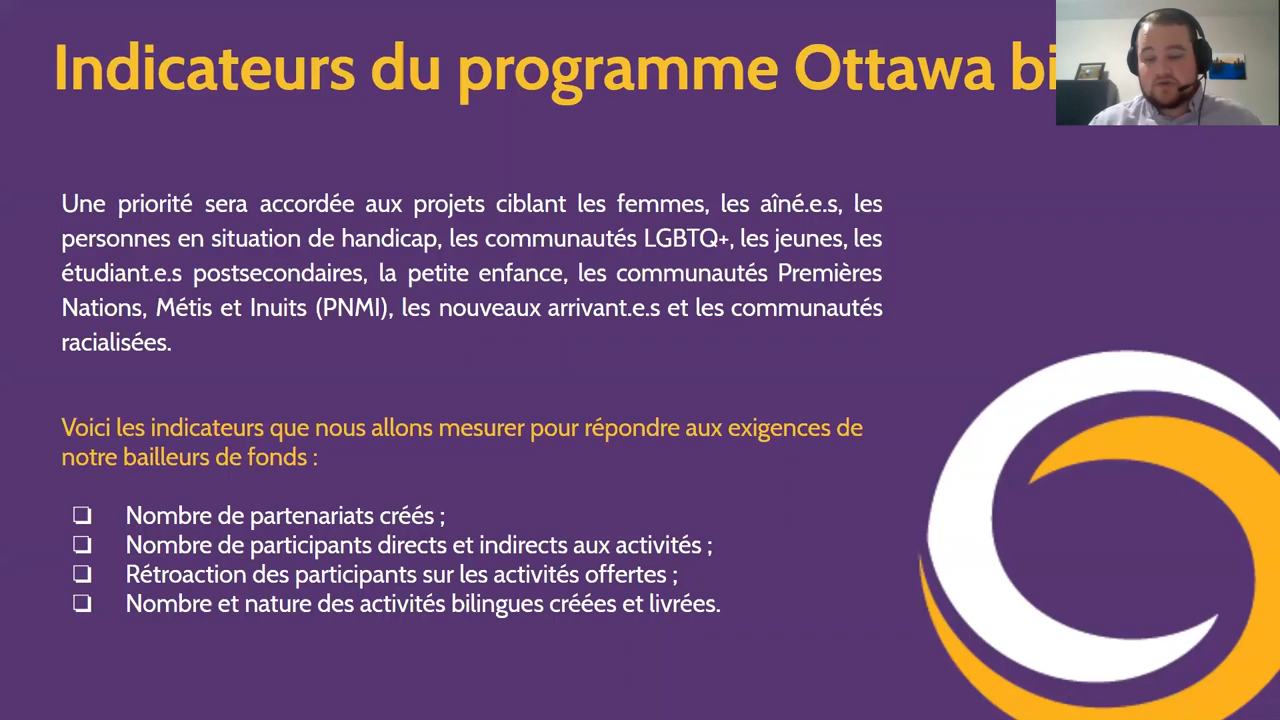 Indicateurs du programme Ottawa bi
Une priorité sera accordée aux projets ciblant les femmes, les aîné.e.s, les
personnes en situation de handicap, les communautés LGBTQ+, les jeunes, les
étudiant.e.s postsecondaires, la petite enfance, les communautés Premières
Nations, Métis et Inuits (PNMI), les nouveaux arrivant.e.s et les communautés
racialisées.
Voici les indicateurs que nous allons mesurer pour répondre aux exigences de
notre bailleurs de fonds :
❏ Nombre de partenariats créés ;
❏ Nombre de participants directs et indirects aux activités ;
❏ Rétroaction des participants sur les activités offertes ;
❏ Nombre et nature des activités bilingues créées et livrées.